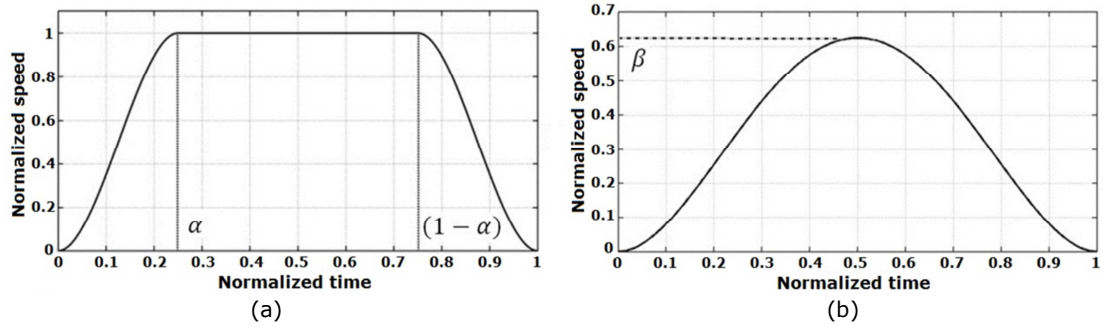 Normalized speed
1
0.8
0.6
0.4
0.2
0
α
(1 − α)
0 0.1 0.2 0.3 0.4 0.5 0.6 0.7 0.8 0.9 1
Normalized time
(a)
Normalized speed
0.7
0.6
0.5
0.4
0.3
0.2
0.1
0
β
0 0.1 0.2 0.3 0.4 0.5 0.6 0.7 0.8 0.9 1
Normalized time
(b)